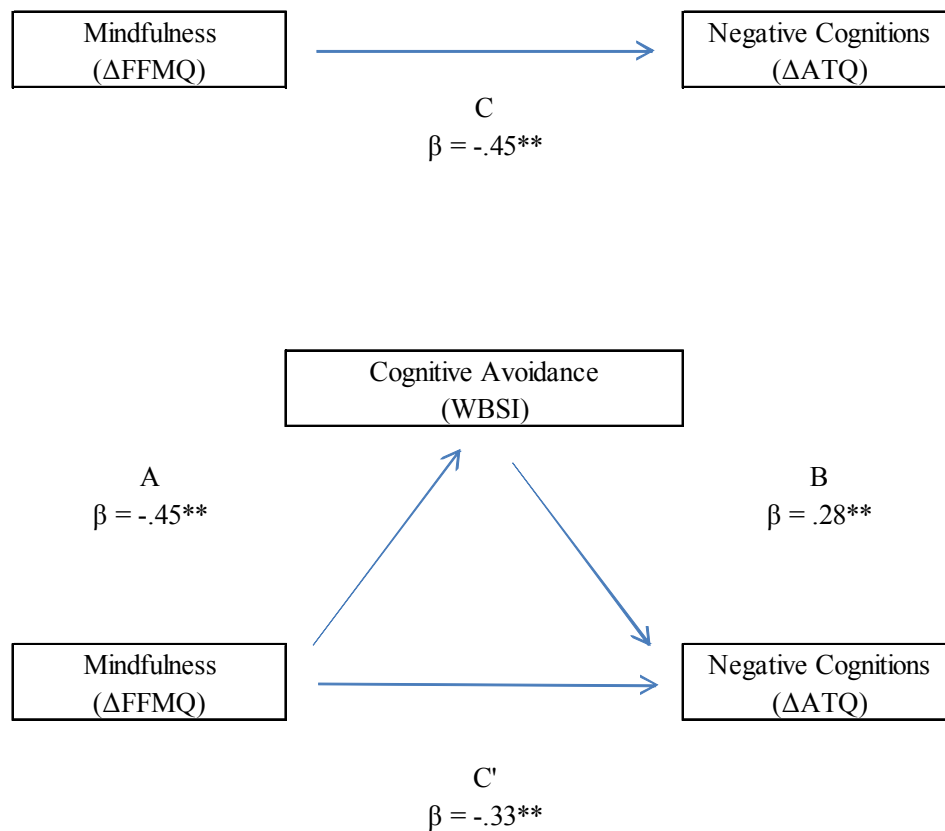 Mindfulness
(ΔFFMQ)
Negative Cognitions
(ΔATQ)
C
β = -.45**
Cognitive Avoidance
(WBSI)
A
β = -.45**
B
β = .28**
Mindfulness
(ΔFFMQ)
Negative Cognitions
(ΔATQ)
C'
β = -.33**